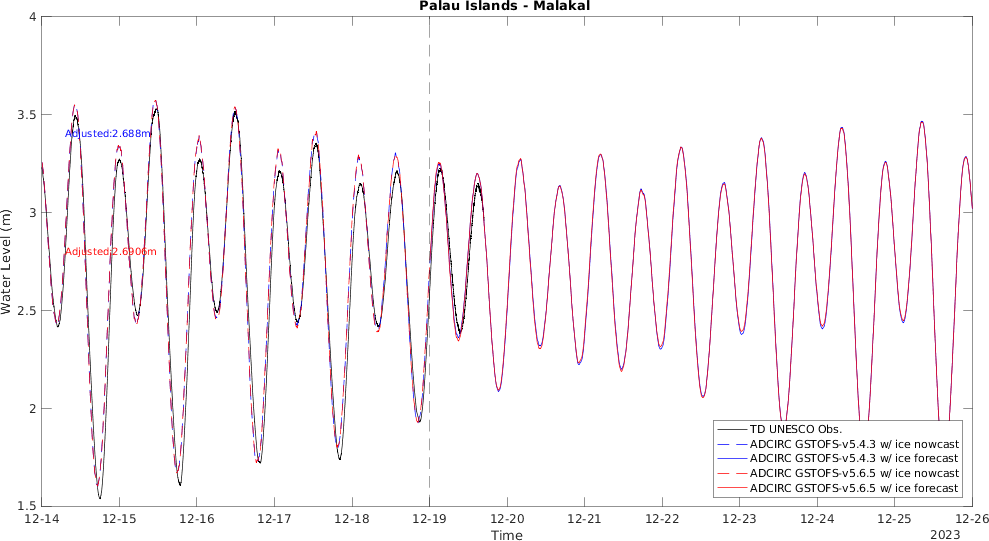 Palau Islands - Malakal
4
3.5
3
2.5
2
1.5
Water Level (m)
Adjusted:2.688m
Adjusted:2.6906m
TD UNESCO Obs.
ADCIRC GSTOFS-v5.4.3 w/ ice nowcast
ADCIRC GSTOFS-v5.4.3 w/ ice forecast
ADCIRC GSTOFS-v5.6.5 w/ ice nowcast
ADCIRC GSTOFS-v5.6.5 w/ ice forecast
12-14 12-15 12-16 12-17 12-18 12-19 12-20 12-21 12-22 12-23 12-24 12-25 12-26
Time
2023